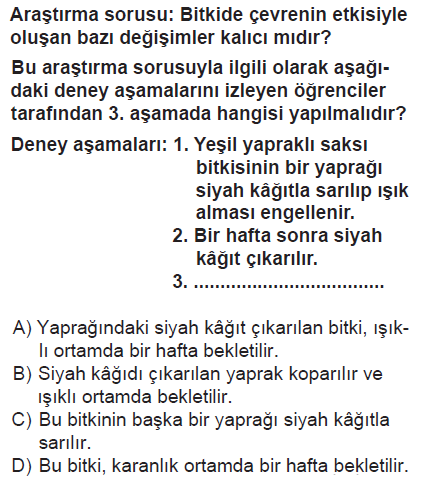 Araştırma sorusu: Bitkide çevrenin etkisiyle
oluşan bazı değişimler kalıcı mıdır?
Bu araştırma sorusuyla ilgili olarak aşağı-
daki deney aşamalarını izleyen öğrenciler
tarafından 3. aşamada hangisi yapılmalıdır?
Deney aşamaları: 1. Yeşil yapraklı saksı
bitkisinin bir yaprağı
siyah kâğıtla sarılıp ışık
alması engellenir.
2. Bir hafta sonra siyah
kâğıt çıkarılır.
3. ....................................
A) Yaprağındaki siyah kâğıt çıkarılan bitki, ışık-
lı ortamda bir hafta bekletilir.
B) Siyah kâğıdı çıkarılan yaprak koparılır ve
ışıklı ortamda bekletilir.
C) Bu bitkinin başka bir yaprağı siyah kâğıtla
sarılır.
D) Bu bitki, karanlık ortamda bir hafta bekletilir.